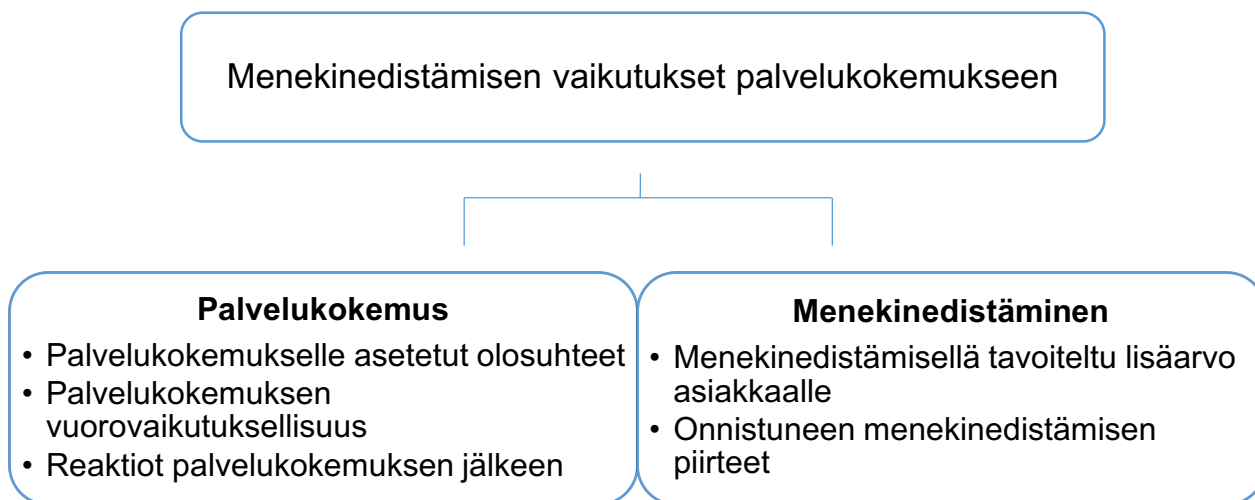 Menekinedistämisen vaikutukset palvelukokemukseen
Palvelukokemus
• Palvelukokemukselle asetetut olosuhteet
• Palvelukokemuksen
vuorovaikutuksellisuus
• Reaktiot palvelukokemuksen jälkeen
Menekinedistäminen
• Menekinedistämisellä tavoiteltu lisäarvo
asiakkaalle
• Onnistuneen menekinedistämisen
piirteet